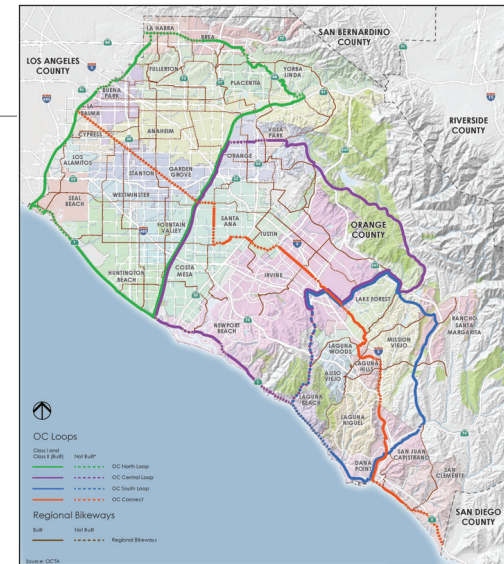 LA HABRA
BREA
SAN BERNARDINO
COUNTY
LOS ANGELES
COUNTY
FULLERTON
YORBA
LINDA
BUENA
PARK
PLACENTIA
LA
PALMA
RIVERSIDE
COUNTY
CYPRESS
ANAHEIM
VILLA
PARK
LOS
ALAMITOS
ORANGE
STANTON
GARDEN
GROVE
SEAL
BEACH
WESTMINSTER
SANTA
ANA
ORANGE
COUNTY
FOUNTAIN
VALLEY
TUSTIN
HUNTINGTON
BEACH
COSTA
MESA
IRVINE
LAKE FOREST
NEWPORT
BEACH
RANCHO
SANTA
MARGARITA
LAGUNA
WOODS
MISSION
VIEJO
LAGUNA
HILLS
ALISO
VIEJO
LAGUNA
BEACH
LAGUNA
NIGUEL
SAN JUAN
CAPISTRANO
DANA
POINT
SAN
CLEMENTE
SAN DIEGO
COUNTY
OC Loops
Class I and
Class II (Built) Not Built*
OC North Loop
OC Central Loop
OC South Loop
OC Connect
Regional Bikeways
Built Not Built
Regional Bikeways
Source: OCTA